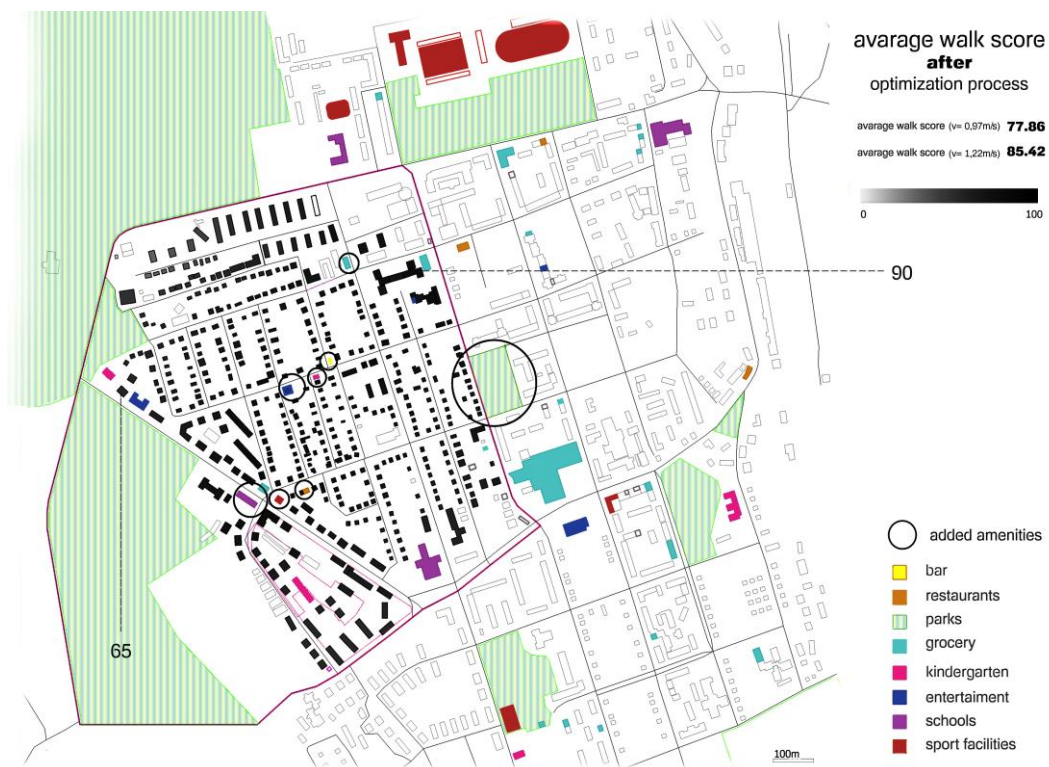 avarage walk score
after
optimization process
avarage walk score (v= 0,97m/s) 77.86
avarage walk score (v= 1,22m/s) 85.42
0 100
90
65
added amenities
bar
restaurants
parks
grocery
kindergarten
entertaiment
schools
sport facilities
100m